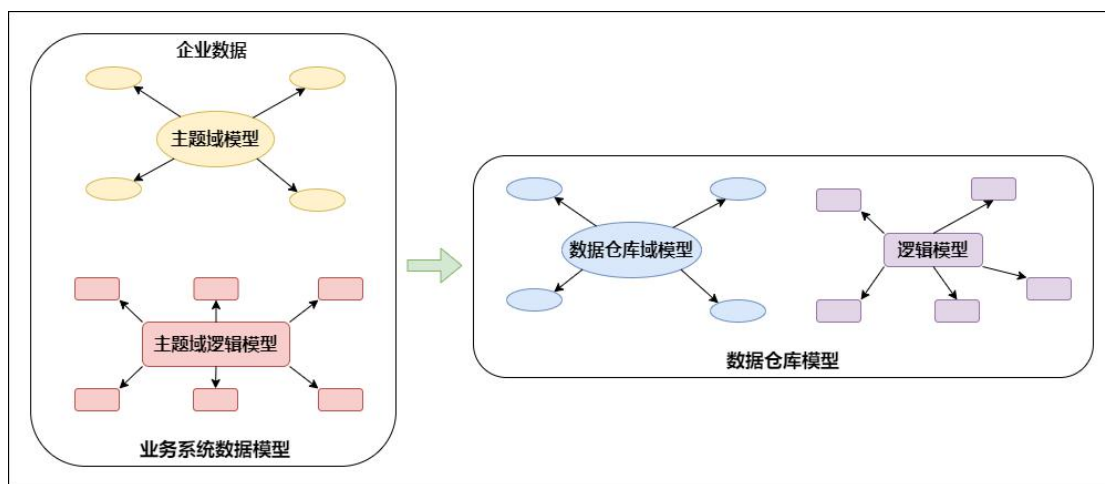 企业数据
主题域模型
主题域逻辑模型
业务系统数据模型
数据仓库域模型
逻辑模型
数据仓库模型